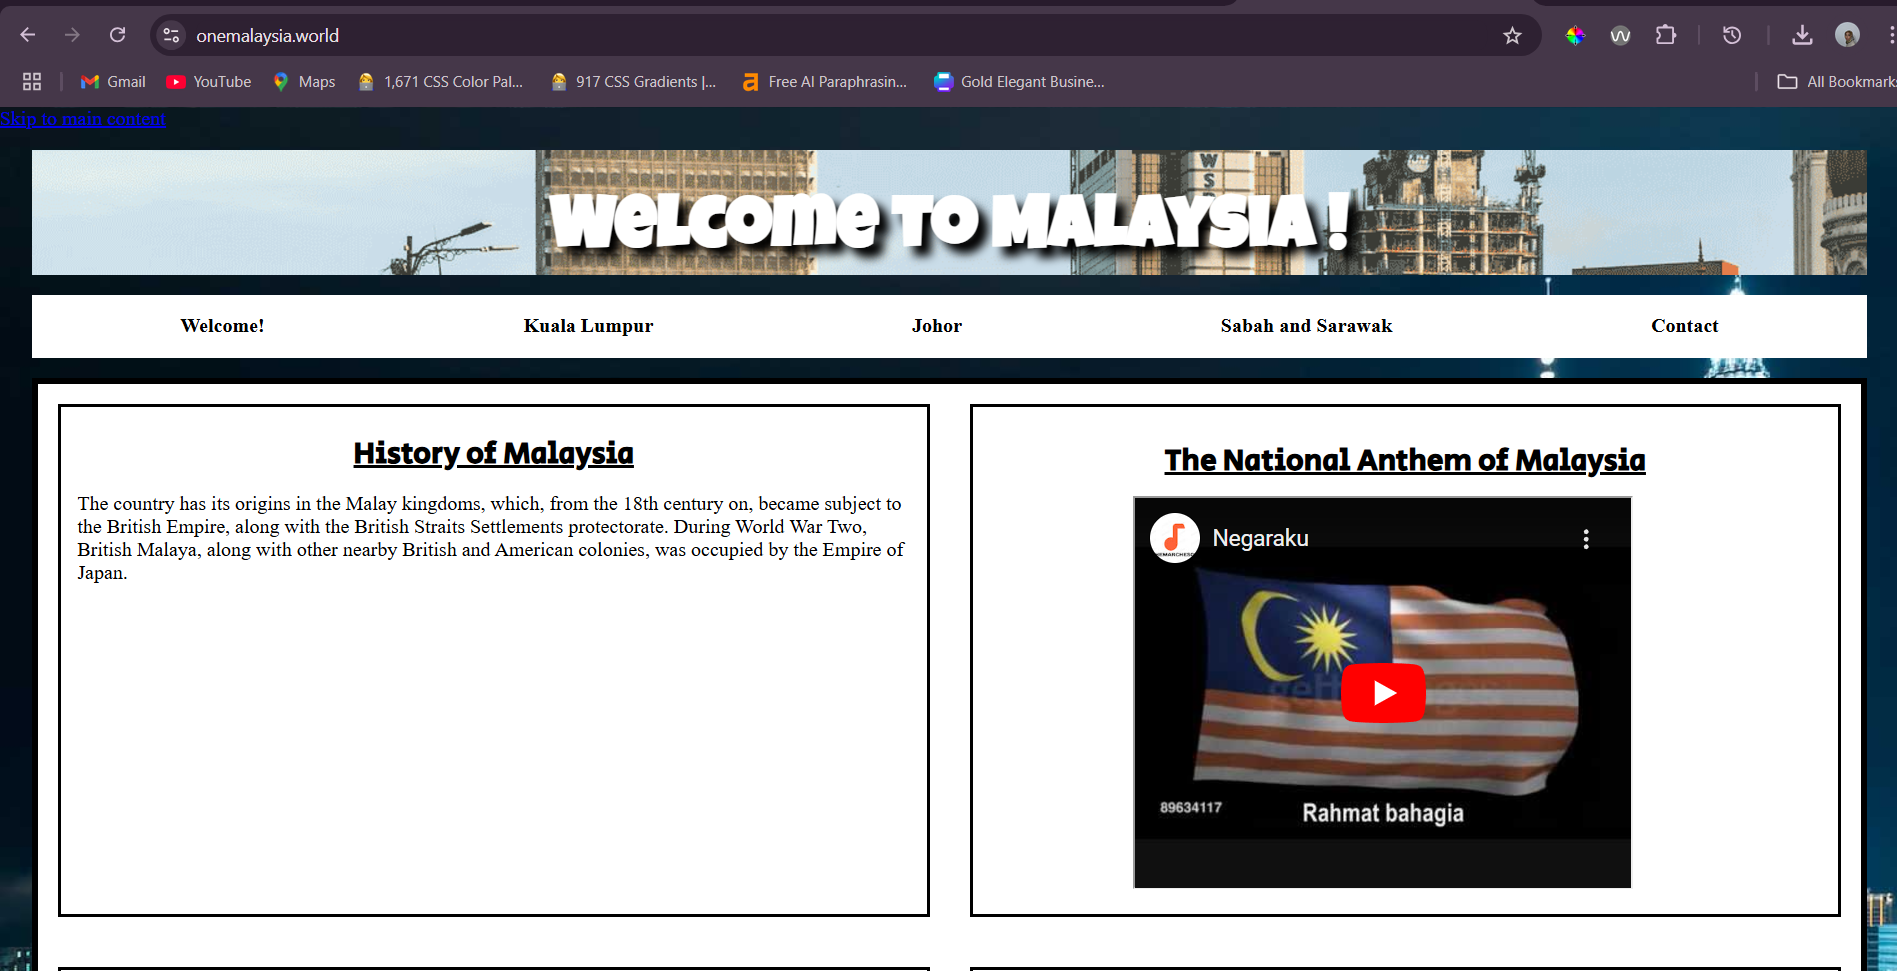 onemalaysia.world
Gmail
YouTube
Maps
1,671 CSS Color Pal...
917 CSS Gradients |...
Free AI Paraphrasin...
Gold Elegant Busine...
All Bookmarks
Skip to main content
Welcome To Malaysia !
Welcome!
Kuala Lumpur
Johor
Sabah and Sarawak
Contact
History of Malaysia
The country has its origins in the Malay kingdoms, which, from the 18th century on, became subject to
the British Empire, along with the British Straits Settlements protectorate. During World War Two,
British Malaya, along with other nearby British and American colonies, was occupied by the Empire of
Japan.
The National Anthem of Malaysia
Negaraku
89634117
Rahmat bahagia